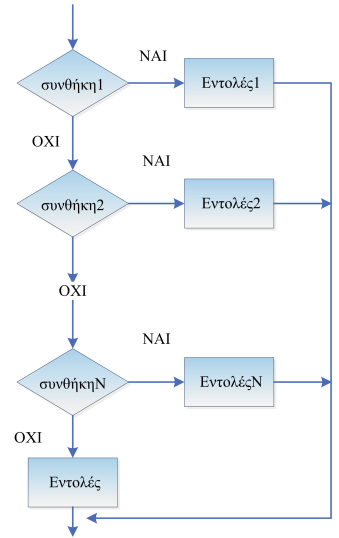 ΝΑΙ
συνθήκη1
Εντολές1
ΟΧΙ
ΝΑΙ
συνθήκη2
Εντολές2
ΟΧΙ
ΝΑΙ
συνθήκηΝ
ΕντολέςΝ
ΟΧΙ
Εντολές